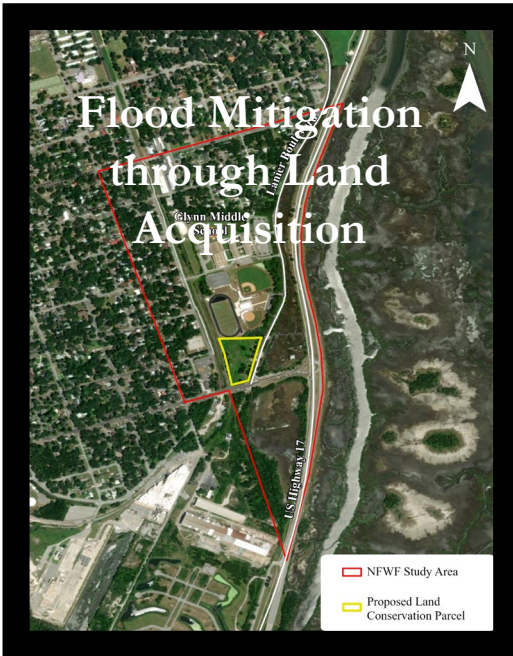 N
Flood Mitigation
through Land
Acquisition
Lanier Boulevard
Glynn Middle
School
US Highway 17
NFWF Study Area
Proposed Land
Conservation Parcel